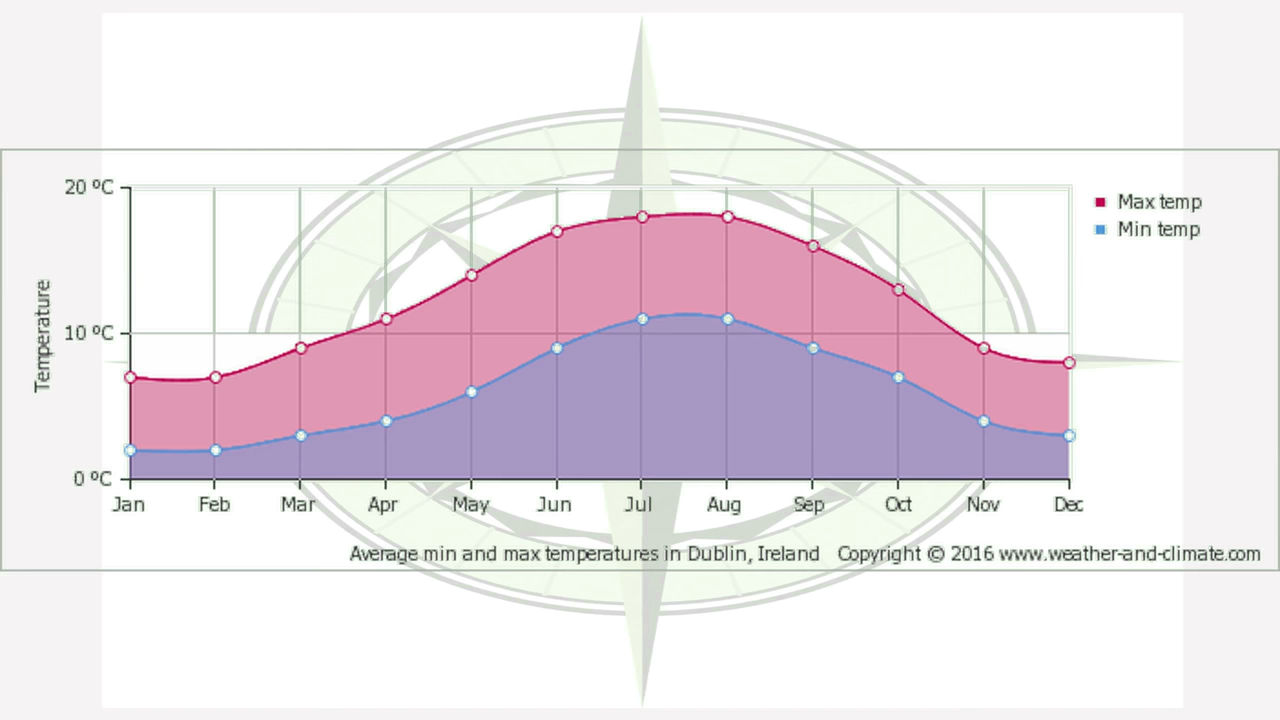 20 ºC
10 ºC
0 ºC
Temperature
Max temp
Min temp
Jan Feb Mar Apr May Jun Jul Aug Sep Oct Nov Dec
Average min and max temperatures in Dublin, Ireland Copyright © 2016 www.weather-and-climate.com